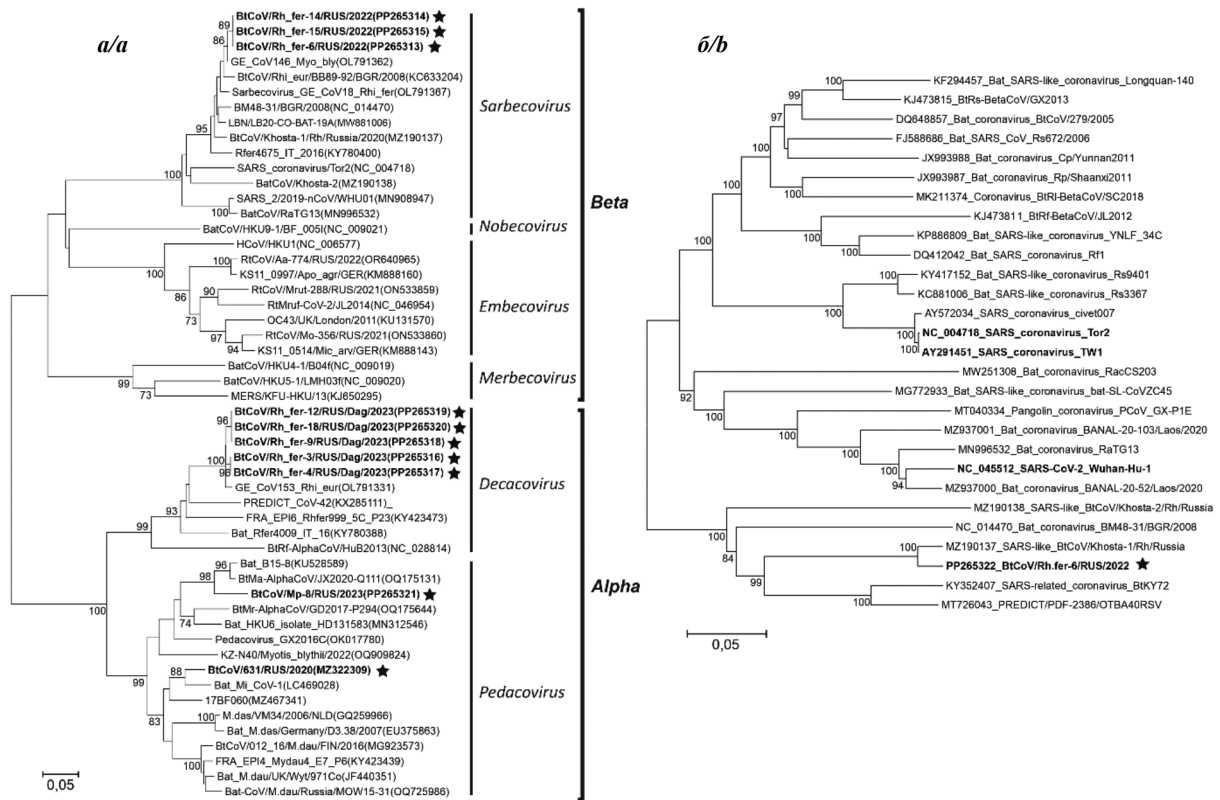 а/a
BtCoV/Rh_fer-14/RUS/2022(PP265314)
BtCoV/Rh_fer-15/RUS/2022(PP265315)
BtCoV/Rh_fer-6/RUS/2022(PP265313)
GE_CoV146_Myo_bly(OL791362)
BtCoV/Rhi_eur/BB89-92/BGR/2008(KC633204)
Sarbecovirus_GE_CoV18_Rhi_fer(OL791367)
BM48-31/BGR/2008(NC_014470)
LBN/LB20-CO-BAT-19A(MW881006)
BtCoV/Khosta-1/Rh/Russia/2020(MZ190137)
Rfer4675_IT_2016(KY780400)
SARS_coronavirus/Tor2(NC_004718)
BatCoV/Khosta-2(MZ190138)
SARS_2/2019-nCoV/WHU01(MN908947)
BatCoV/RaTG13(MN996532)
BatCoV/HKU9-1/BF_005I(NC_009021)
HCoV/HKU1(NC_006577)
RtCoV/Aa-774/RUS/2022(OR640965)
KS11_0997/Apo_agr/GER(KM888160)
RtCoV/Mrut-288/RUS/2021(ON533859)
RtMruf-CoV-2/JL2014(NC_046954)
OC43/UK/London/2011(KU131570)
RtCoV/Mo-356/RUS/2021(ON533860)
KS11_0514/Mic_arv/GER(KM888143)
BatCoV/HKU4-1/B04f(NC_009019)
BatCoV/HKU5-1/LMH03f(NC_009020)
MERS/KFU-HKU/13(KJ650295)
BtCoV/Rh_fer-12/RUS/Dag/2023(PP265319)
BtCoV/Rh_fer-18/RUS/Dag/2023(PP265320)
BtCoV/Rh_fer-9/RUS/Dag/2023(PP265318)
BtCoV/Rh_fer-3/RUS/Dag/2023(PP265316)
BtCoV/Rh_fer-4/RUS/Dag/2023(PP265317)
GE_CoV153_Rhi_eur(OL791331)
PREDICT_CoV-42(KX285111)_
FRA_EPI6_Rhfer999_5C_P23(KY423473)
Bat_Rfer4009_IT_16(KY780388)
BtRf-AlphaCoV/HuB2013(NC_028814)
Bat_B15-8(KU528589)
BtMa-AlphaCoV/JX2020-Q111(OQ175131)
BtCoV/Mp-8/RUS/2023(PP265321)
BtMr-AlphaCoV/GD2017-P294(OQ175644)
Bat_HKU6_isolate_HD131583(MN312546)
Pedacovirus_GX2016C(OK017780)
KZ-N40/Myotis_blythii/2022(OQ909824)
BtCoV/631/RUS/2020(MZ322309)
Bat_Mi_CoV-1(LC469028)
17BF060(MZ467341)
M.das/VM34/2006/NLD(GQ259966)
Bat_M.das/Germany/D3.38/2007(EU375863)
BtCoV/012_16/M.dau/FIN/2016(MG923573)
FRA_EPI4_Mydau4_E7_P6(KY423439)
Bat_M.dau/UK/Wyt/971Co(JF440351)
Bat-CoV/M.dau/Russia/MOW15-31(OQ725986)
89
86
95
100
100
100
100
86
90
73
97
94
99
73
96
100
98
93
99
96
98
74
100
99
88
83
100
100
0,05
Sarbecovirus
Nobecovirus
Embecovirus
Merbecovirus
Decacovirus
Pedacovirus
Beta
Alpha
б/b
KF294457_Bat_SARS-like_coronavirus_Longquan-140
KJ473815_BtRs-BetaCoV/GX2013
DQ648857_Bat_coronavirus_BtCoV/279/2005
FJ588686_Bat_SARS_CoV_Rs672/2006
JX993988_Bat_coronavirus_Cp/Yunnan2011
JX993987_Bat_coronavirus_Rp/Shaanxi2011
MK211374_Coronavirus_BtRl-BetaCoV/SC2018
KJ473811_BtRf-BetaCoV/JL2012
KP886809_Bat_SARS-like_coronavirus_YNLF_34C
DQ412042_Bat_SARS_coronavirus_Rf1
KY417152_Bat_SARS-like_coronavirus_Rs9401
KC881006_Bat_SARS-like_coronavirus_Rs3367
AY572034_SARS_coronavirus_civet007
NC_004718_SARS_coronavirus_Tor2
AY291451_SARS_coronavirus_TW1
MW251308_Bat_coronavirus_RacCS203
MG772933_Bat_SARS-like_coronavirus_bat-SL-CoVZC45
MT040334_Pangolin_coronavirus_PCoV_GX-P1E
MZ937001_Bat_coronavirus_BANAL-20-103/Laos/2020
MN996532_Bat_coronavirus_RaTG13
NC_045512_SARS-CoV-2_Wuhan-Hu-1
MZ937000_Bat_coronavirus_BANAL-20-52/Laos/2020
MZ190138_SARS-like_BtCoV/Khosta-2/Rh/Russia
NC_014470_Bat_coronavirus_BM48-31/BGR/2008
MZ190137_SARS-like_BtCoV/Khosta-1/Rh/Russia
PP265322_BtCoV/Rh.fer-6/RUS/2022
KY352407_SARS-related_coronavirus_BtKY72
MT726043_PREDICT/PDF-2386/OTBA40RSV
100
99
97
100
100
100
100
100
100
100
100
100
100
92
100
100
100
100
94
100
84
100
99
100
0,05